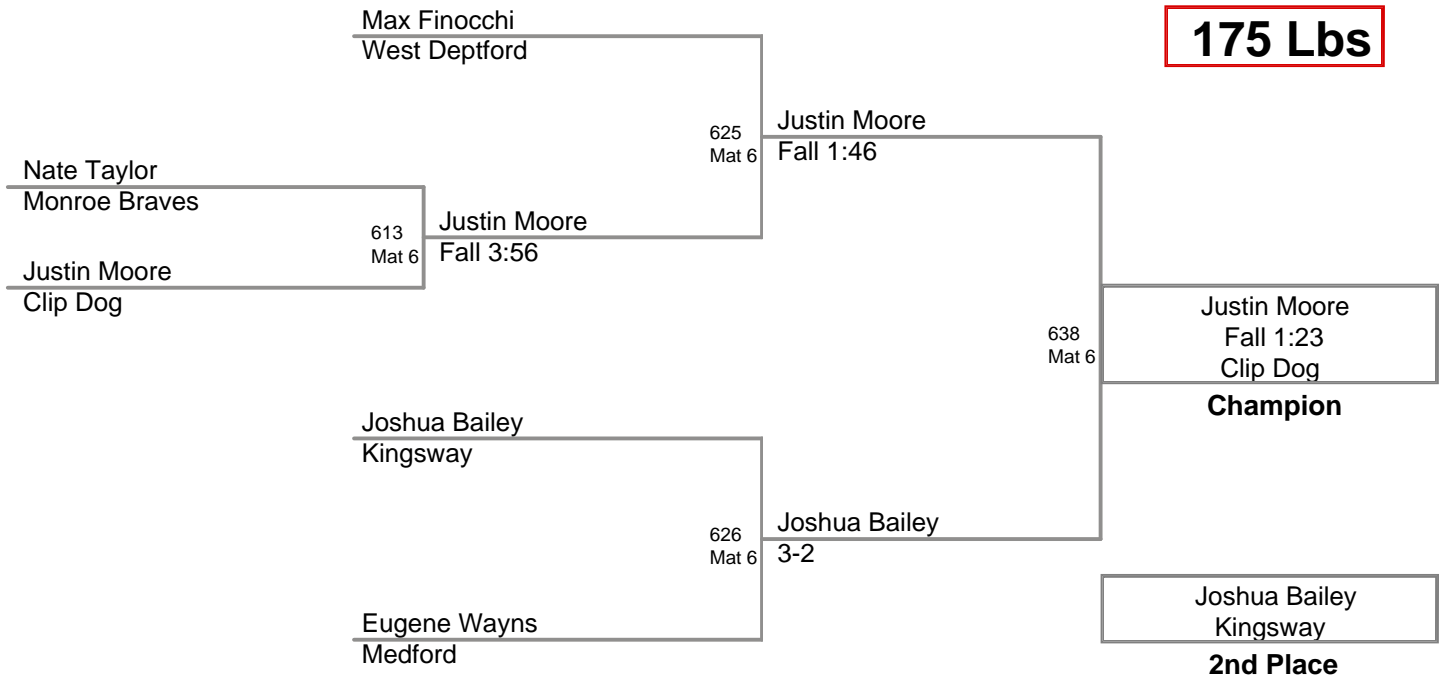 Max Finocchi
West Deptford
175 Lbs
625
Mat 6
Justin Moore
Fall 1:46
Nate Taylor
Monroe Braves
613
Mat 6
Justin Moore
Fall 3:56
Justin Moore
Clip Dog
638
Mat 6
Justin Moore
Fall 1:23
Clip Dog
Champion
Joshua Bailey
Kingsway
626
Mat 6
Joshua Bailey
3-2
Eugene Wayns
Medford
Joshua Bailey
Kingsway
2nd Place